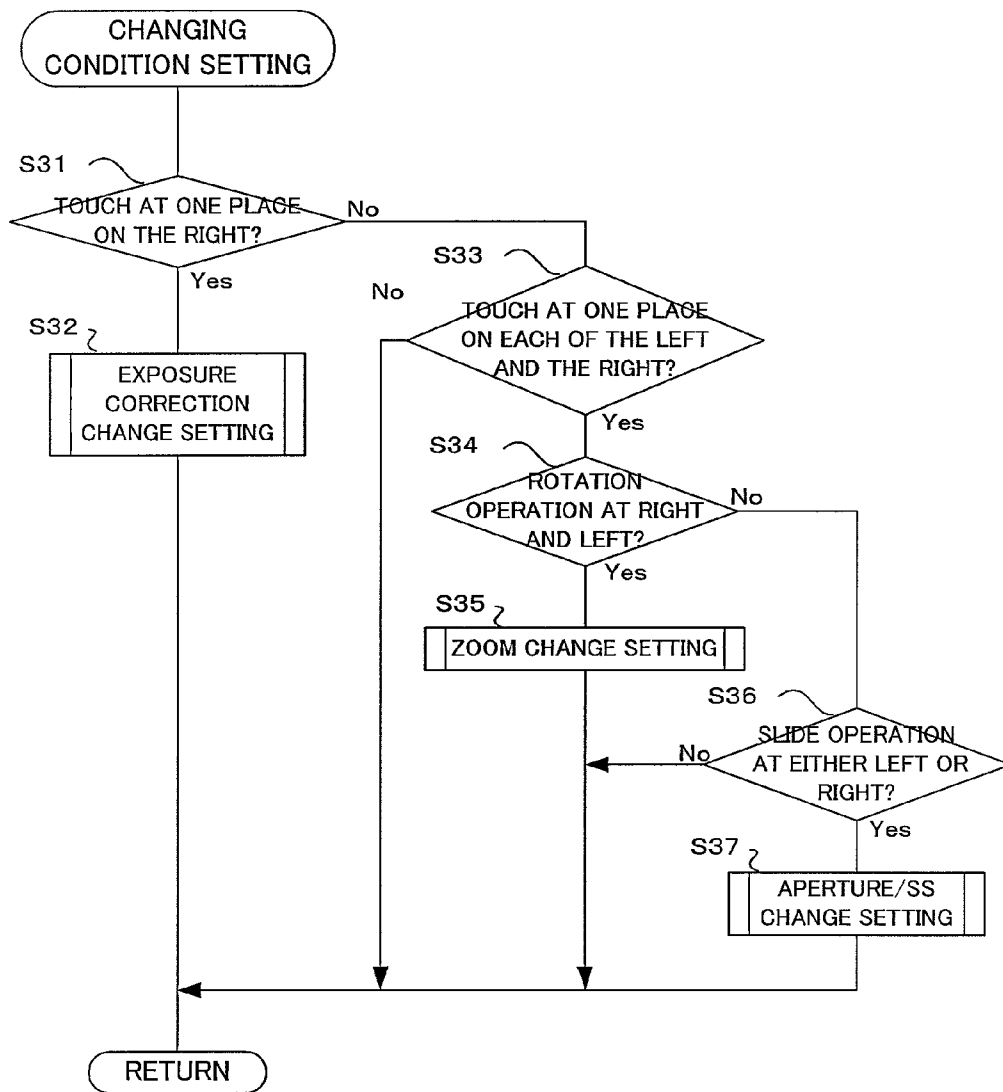 CHANGING
CONDITION SETTING
S31
TOUCH AT ONE PLACE
ON THE RIGHT?
No
Yes
S32
EXPOSURE
CORRECTION
CHANGE SETTING
S33
No
TOUCH AT ONE PLACE
ON EACH OF THE LEFT
AND THE RIGHT?
Yes
S34
ROTATION
OPERATION AT RIGHT
AND LEFT?
No
Yes
S35
ZOOM CHANGE SETTING
S36
SLIDE OPERATION
AT EITHER LEFT OR
RIGHT?
No
Yes
S37
APERTURE/SS
CHANGE SETTING
RETURN